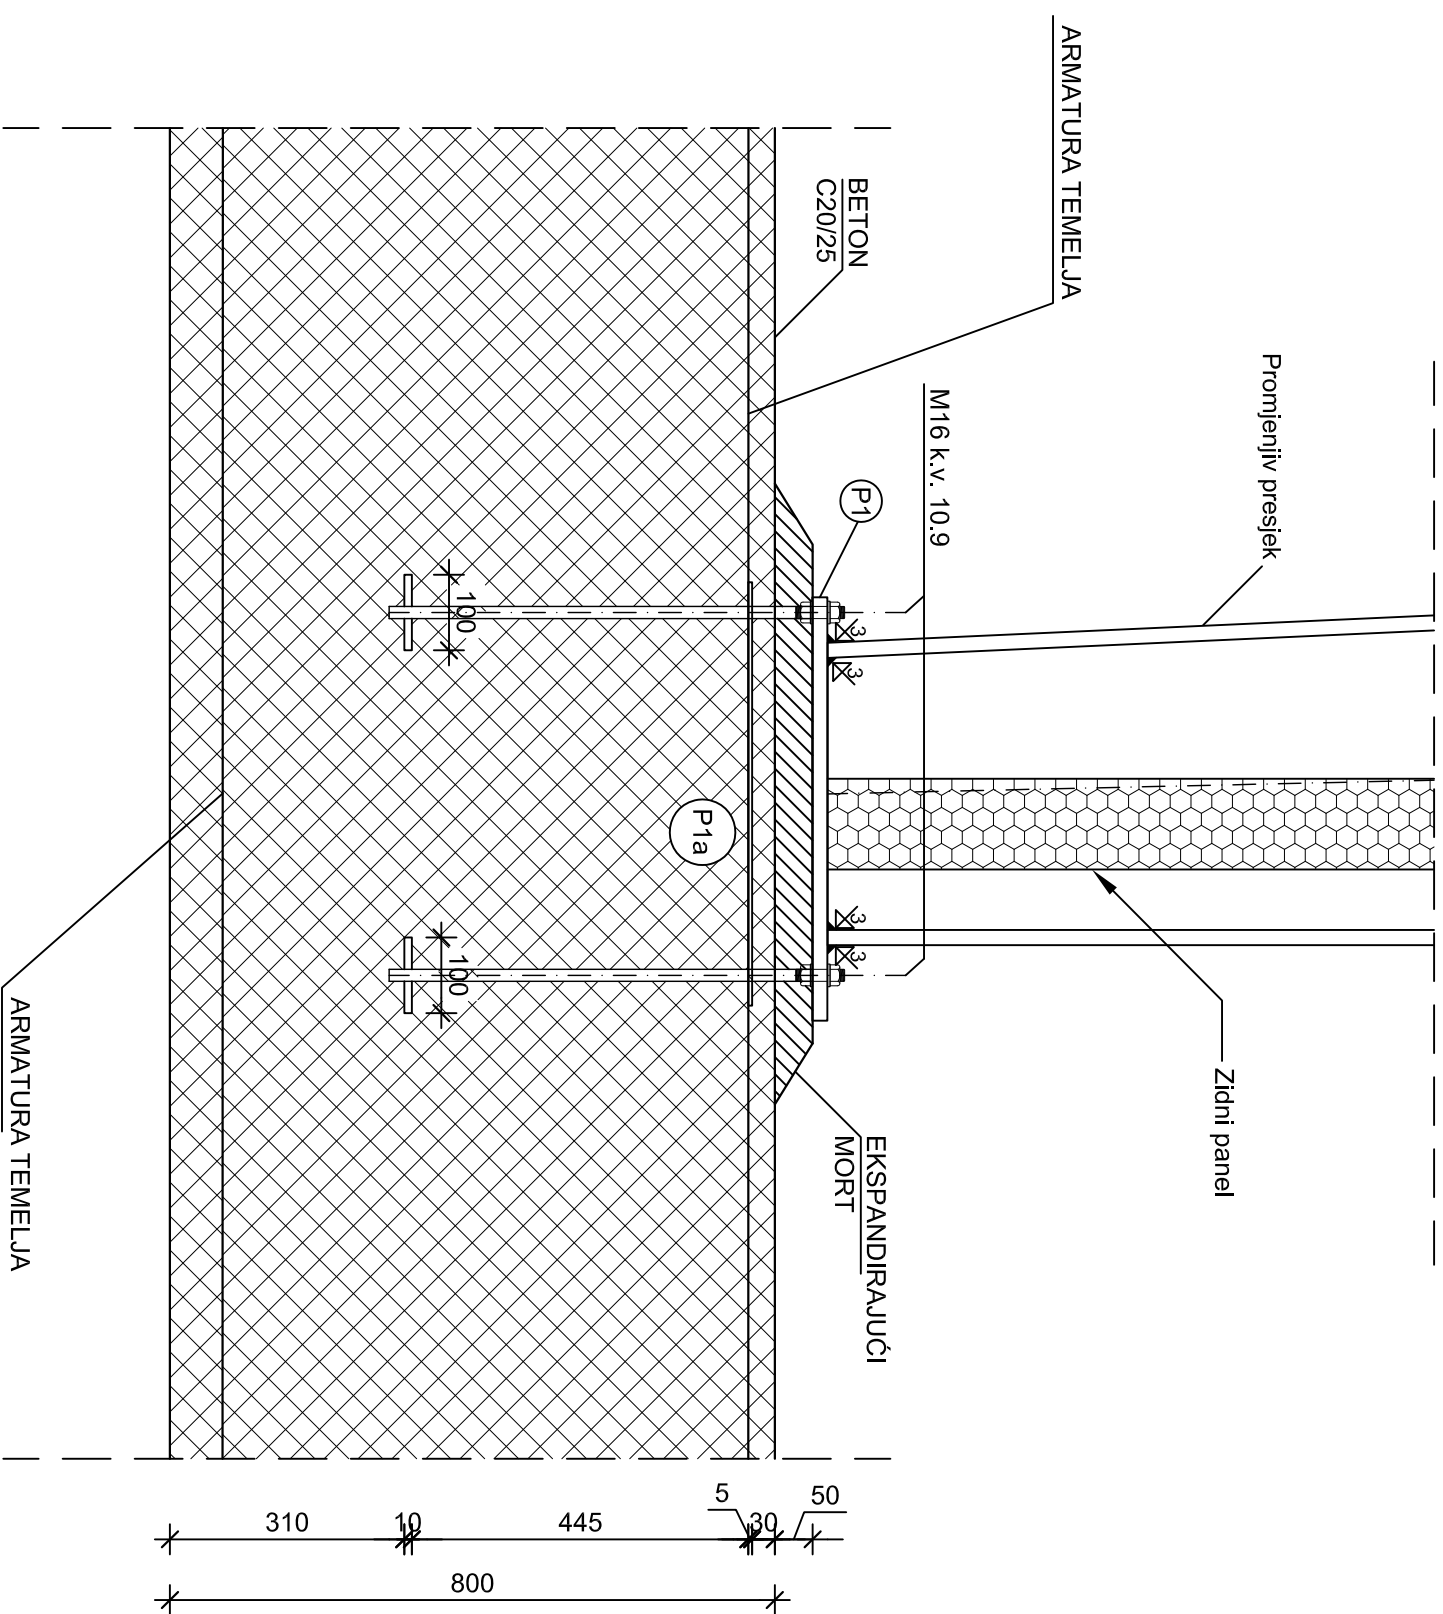 ARMATURA TEMELJA
BETON
C20/25
Promjenjiv presjek
M16 k.v. 10.9
P1
3
3
100
P1a
3
3
100
Zidni panel
EKSPANDIRAJUĆI
MORT
ARMATURA TEMELJA
310
10
445
5
30
50
800